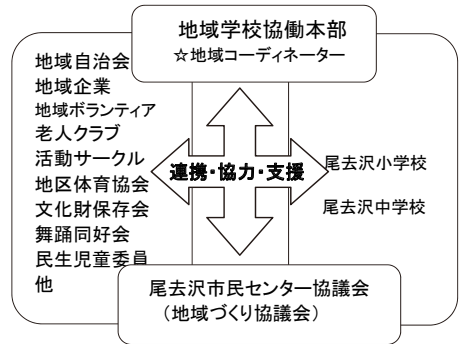 地域学校協働本部
☆地域コーディネーター
地域自治会
地域企業
地域ボランティア
老人クラブ
活動サークル
地区体育協会
文化財保存会
舞踊同好会
民生児童委員
他
連携・協力・支援
尾去沢小学校
尾去沢中学校
尾去沢市民センター協議会
（地域づくり協議会）